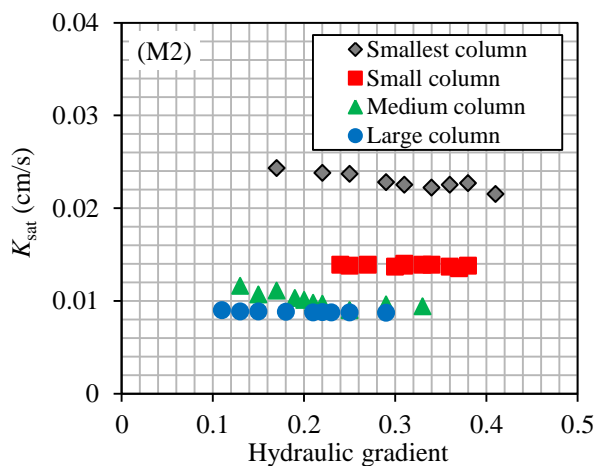 0.04
(M2)
Smallest column
Small column
Medium column
Large column
0.03
0.02
0.01
0
Ksat (cm/s)
0 0.1 0.2 0.3 0.4 0.5
Hydraulic gradient